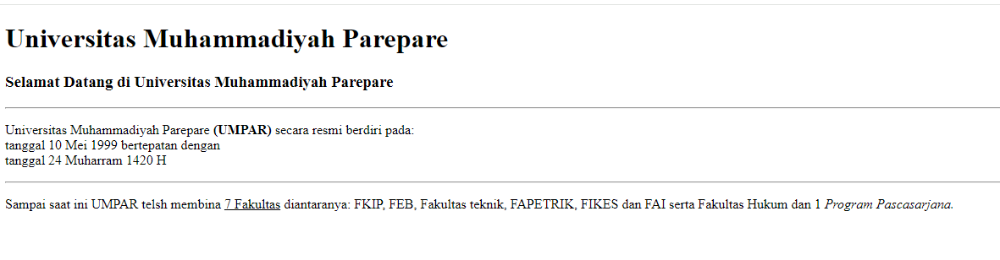 Universitas Muhammadiyah Parepare
Selamat Datang di Universitas Muhammadiyah Parepare
Universitas Muhammadiyah Parepare (UMPAR) secara resmi berdiri pada:
tanggal 10 Mei 1999 bertepatan dengan
tanggal 24 Muharram 1420 H
Sampai saat ini UMPAR telsh membina 7 Fakultas diantaranya: FKIP, FEB, Fakultas teknik, FAPETRIK, FIKES dan FAI serta Fakultas Hukum dan 1 Program Pascasarjana.